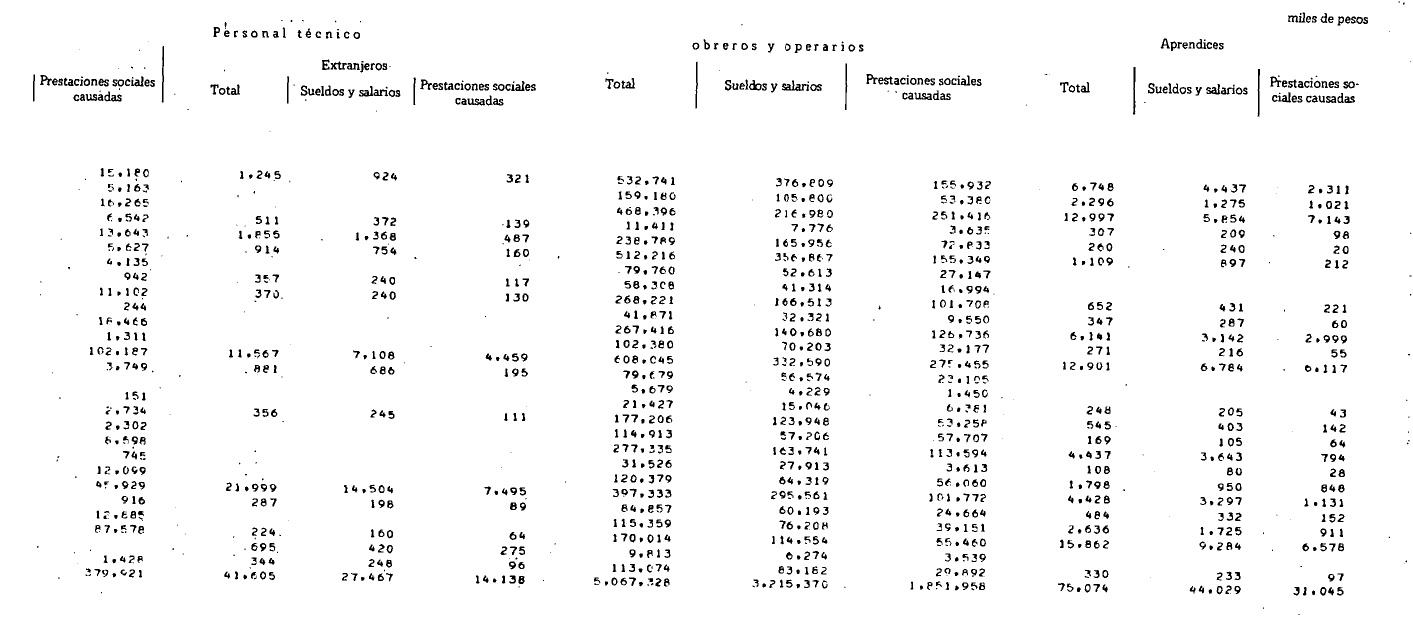 miles de pesos
Personal técnico
obreros y operarios
Aprendices
Extranjeros
Prestaciones sociales causadas Total Sueldos y salarios Prestaciones sociales causadas Total Sueldos y salarios Prestaciones sociales causadas Total Sueldos y salarios Prestaciones so-
ciales causadas
15.180 1.245 924 321 532.741 376.809 155.932 6.748 4.437 2.311
5.163 159.180 105.800 53.380 2.296 1.275 1.021
16.265 468.396 216.980 251.416 12.997 5.854 7.143
6.542 511 372 139 11.411 7.776 3.635 307 209 98
13.643 1.855 1.368 487 238.789 165.956 72.833 260 240 20
5.627 914 754 160 512.216 356.867 155.349 1.109 897 212
4.135 79.760 52.613 27.147
942 357 240 117 58.308 41.314 16.994
11.102 370 240 130 268.221 166.513 101.708 652 431 221
244 41.871 32.321 9.550 347 287 60
16.466 267.416 140.680 126.736 6.141 3.142 2.999
1.311 102.380 70.203 32.177 271 216 55
102.187 11.567 7.108 4.459 608.045 332.590 275.455 12.901 6.784 6.117
3.749 881 686 195 79.679 56.574 23.105
5.679 4.229 1.450
151 21.427 15.046 6.381 248 205 43
2.734 356 245 111 177.206 123.948 53.258 545 403 142
2.302 114.913 57.206 57.707 169 105 64
6.598 277.335 163.741 113.594 4.437 3.643 794
745 31.526 27.913 3.613 108 80 28
12.099 120.379 64.319 56.060 1.798 950 848
45.929 21.999 14.504 7.495 397.333 295.561 101.772 4.428 3.297 1.131
916 287 198 89 84.857 60.193 24.664 484 332 152
12.885 115.359 76.208 39.151 2.636 1.725 911
87.578 224 160 64 170.014 114.554 55.460 15.862 9.284 6.578
695 420 275 9.813 6.274 3.539
1.428 344 248 96 113.074 83.182 29.892 330 233 97
379.921 41.605 27.467 14.138 5.067.328 3.215.370 1.851.958 75.074 44.029 31.045